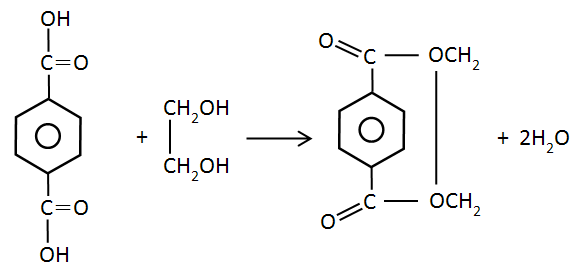 OH
C=O
C=O
OH
+
CH₂OH
CH₂OH
O
C
OCH₂
C
O
OCH₂
+ 2H₂O